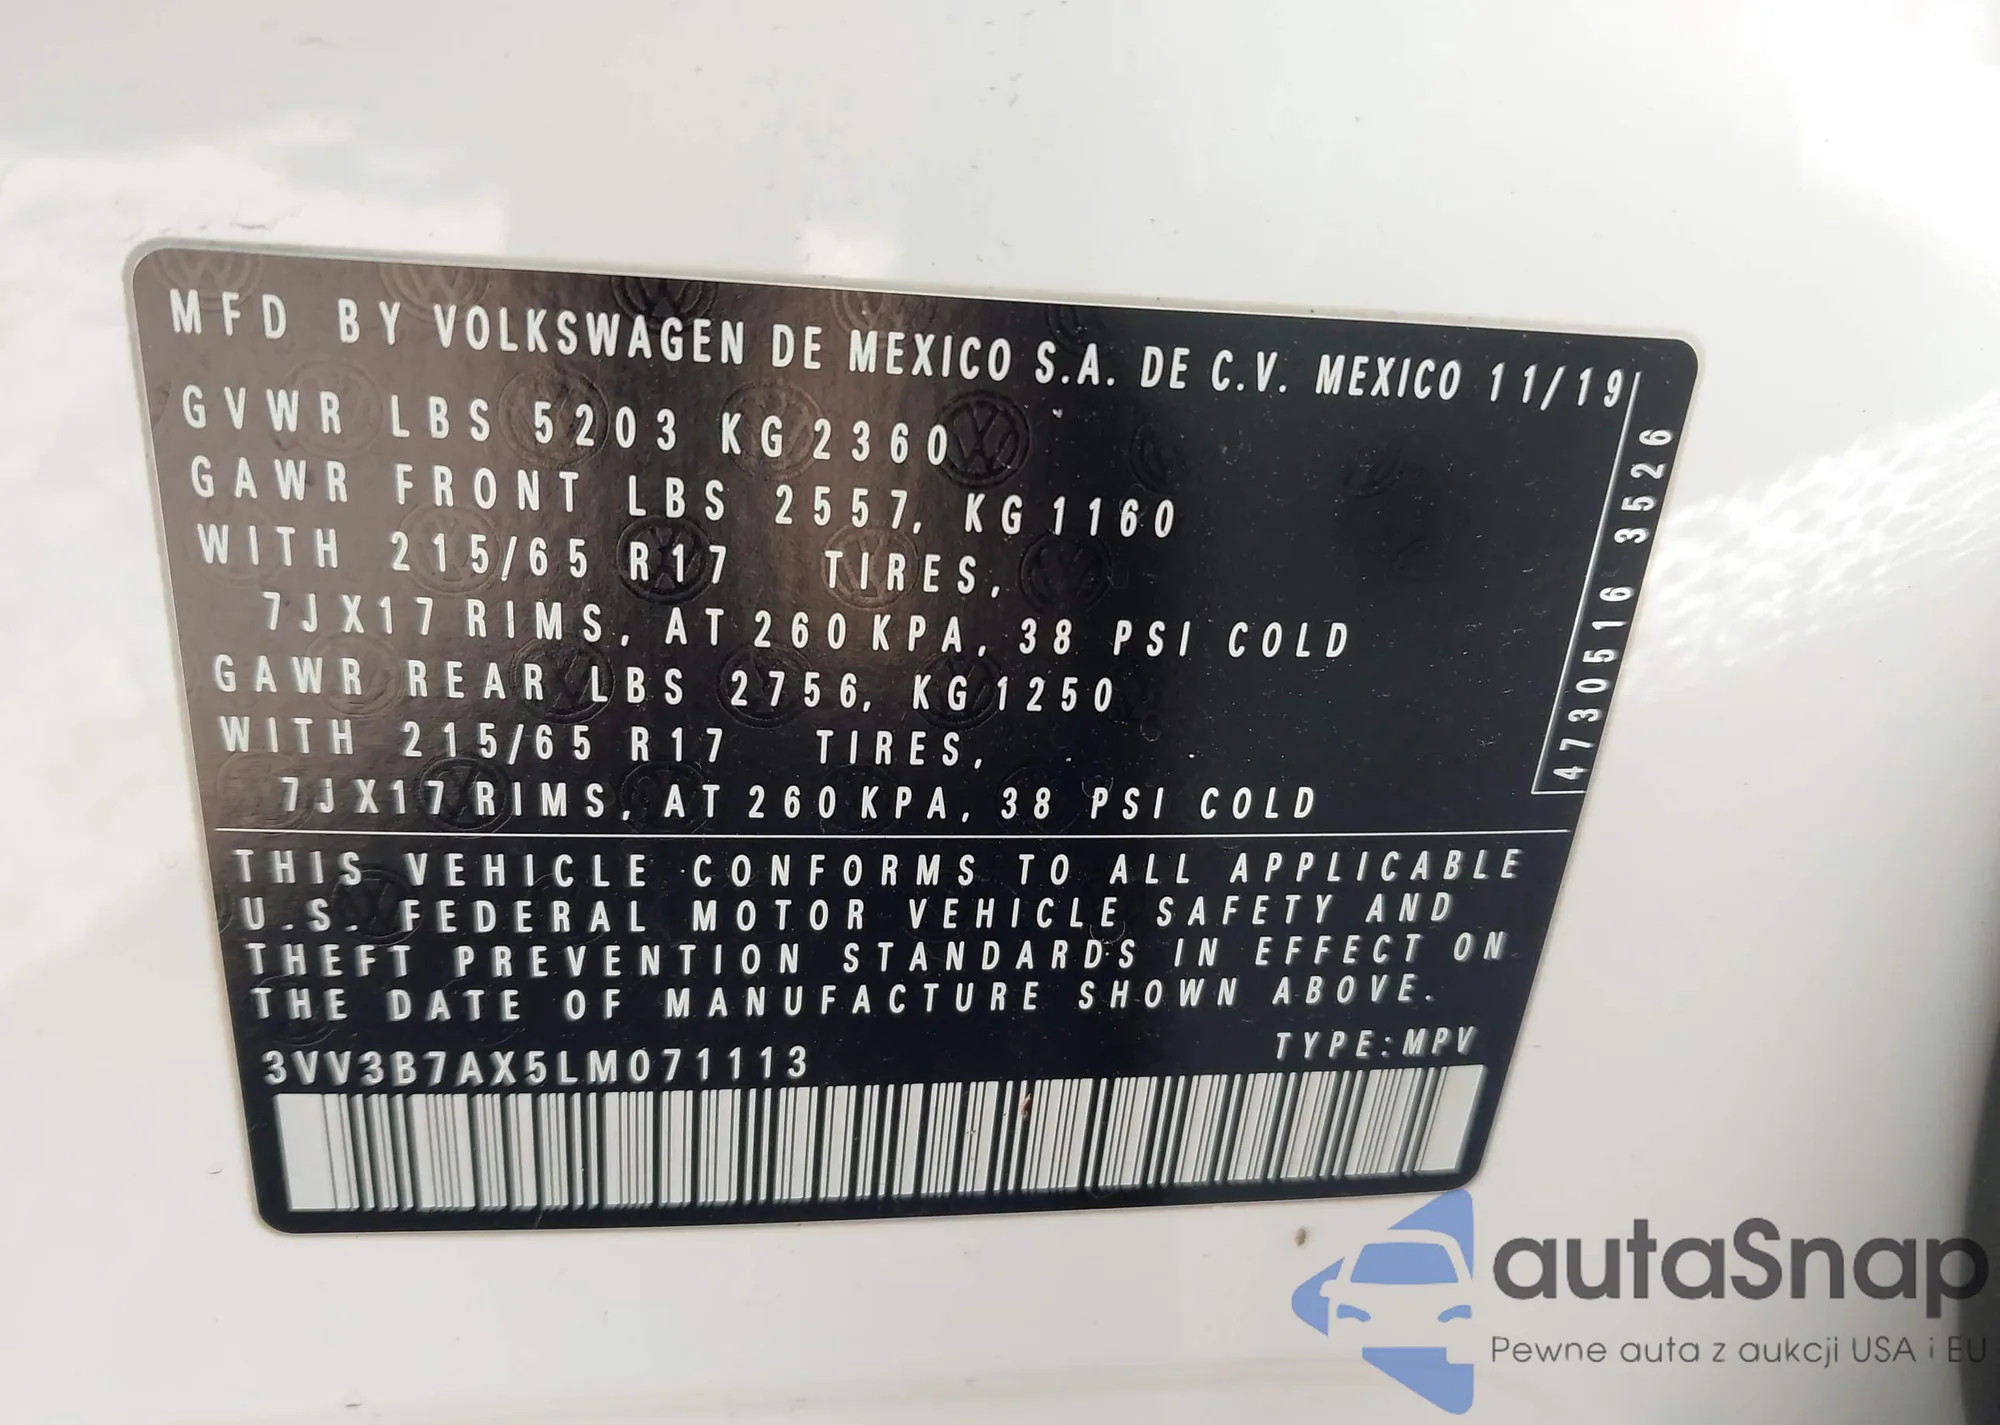 MFD BY VOLKSWAGEN DE MEXICO S.A. DE C.V. MEXICO 11/19
GVWR LBS 5203 KG 2360
GAWR FRONT LBS 2557, KG 1160
WITH 215/65 R17 TIRES,
7JX17 RIMS, AT 260 KPA, 38 PSI COLD
GAWR REAR LBS 2756, KG 1250
WITH 215/65 R17 TIRES,
7JX17 RIMS, AT 260 KPA, 38 PSI COLD
4730516 3526
THIS VEHICLE CONFORMS TO ALL APPLICABLE
U.S. FEDERAL MOTOR VEHICLE SAFETY AND
THEFT PREVENTION STANDARDS IN EFFECT ON
THE DATE OF MANUFACTURE SHOWN ABOVE.
3VV3B7AX5LM071113
TYPE:MPV
autaSnap
Pewne auta z aukcji USA i EU